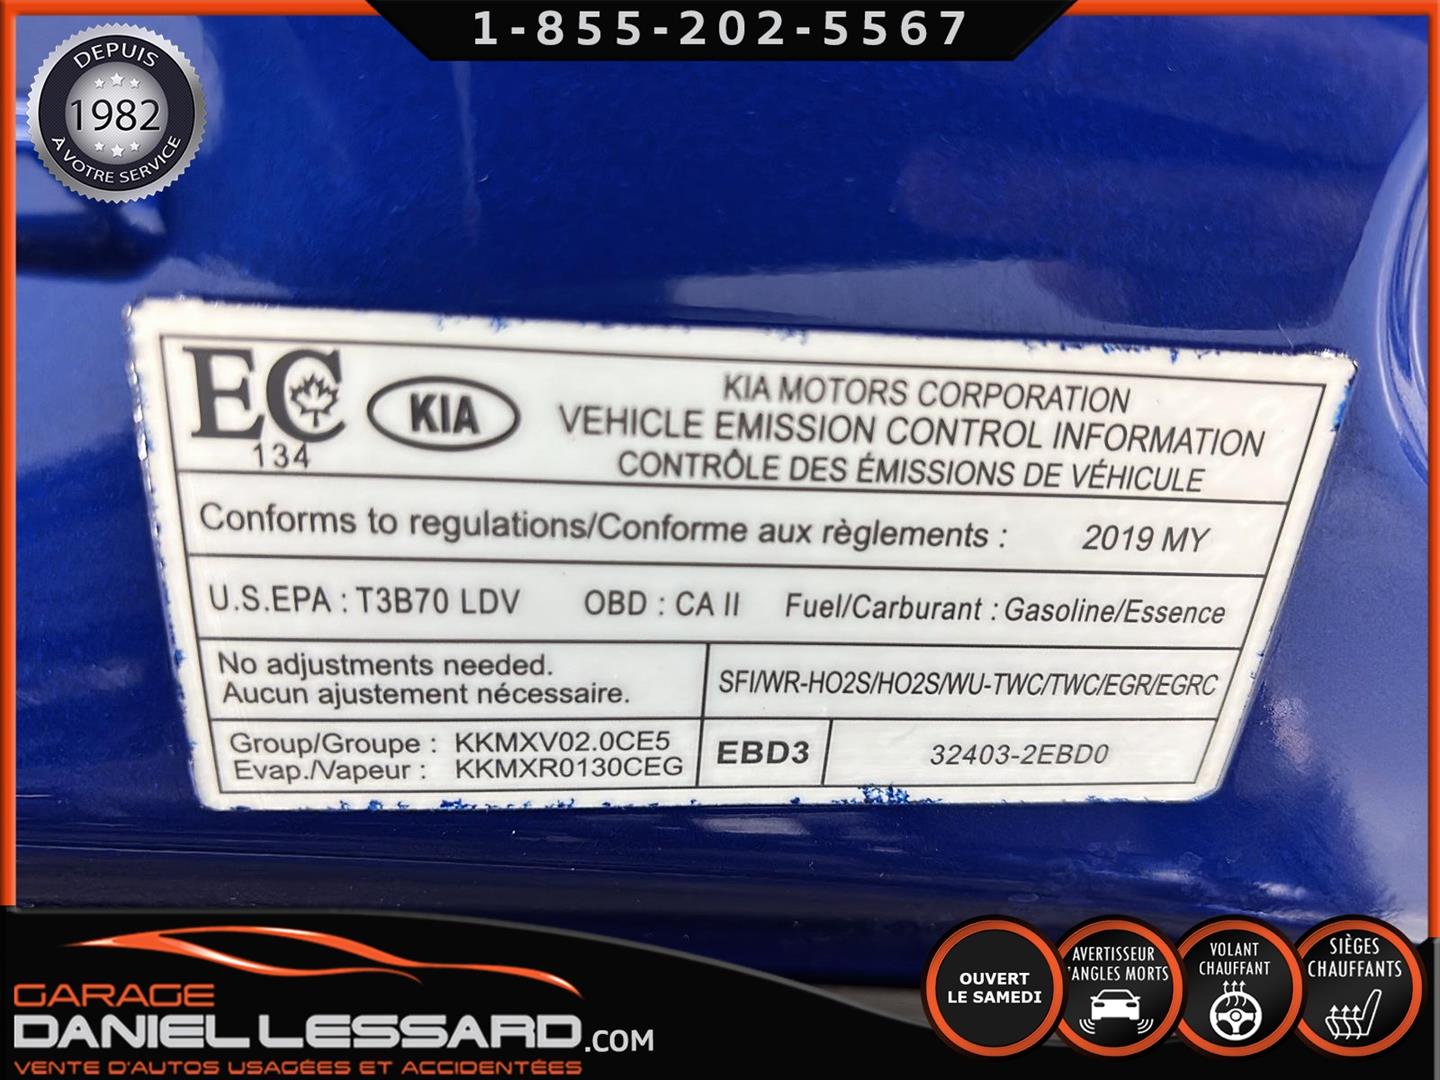 1-855-202-5567
DEPUIS
1982
À VOTRE SERVICE
EC
134
KIA
KIA MOTORS CORPORATION
VEHICLE EMISSION CONTROL INFORMATION
CONTRÔLE DES ÉMISSIONS DE VÉHICULE
Conforms to regulations/Conforme aux règlements : 2019 MY
U.S.EPA : T3B70 LDV OBD : CA II Fuel/Carburant : Gasoline/Essence
No adjustments needed.
Aucun ajustement nécessaire.
SFI/WR-HO2S/HO2S/WU-TWC/TWC/EGR/EGRC
Group/Groupe : KKMXV02.0CE5
Evap./Vapeur : KKMXR0130CEG
EBD3
32403-2EBD0
GARAGE
DANIEL LESSARD.COM
VENTE D'AUTOS USAGÉES ET ACCIDENTÉES
OUVERT
LE SAMEDI
AVERTISSEUR
'ANGLES MORTS
VOLANT
CHAUFFANT
SIÈGES
CHAUFFANTS